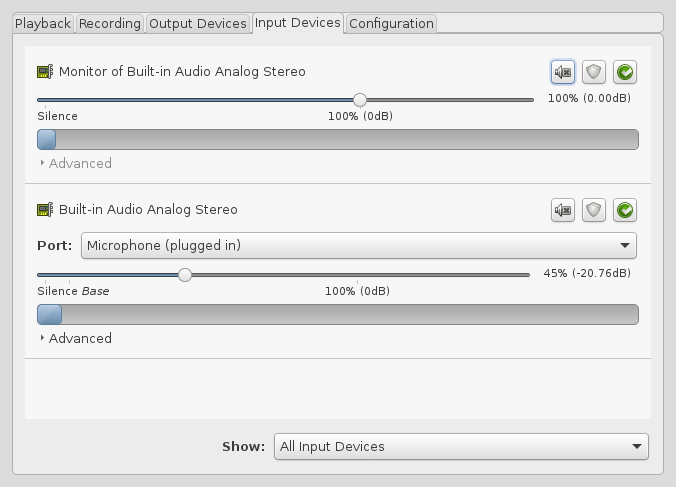 Playback Recording Output Devices Input Devices Configuration
Monitor of Built-in Audio Analog Stereo
100% (0.00dB)
Silence 100% (0dB)
Advanced
Built-in Audio Analog Stereo
Port: Microphone (plugged in)
45% (-20.76dB)
Silence Base 100% (0dB)
Advanced
Show: All Input Devices